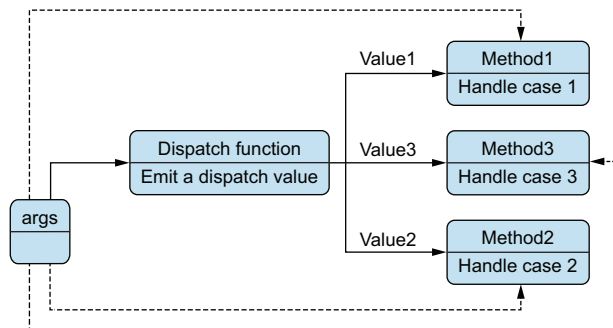 Value1
Method1
Handle case 1
Dispatch function
Emit a dispatch value
Value3
Method3
Handle case 3
args
Value2
Method2
Handle case 2